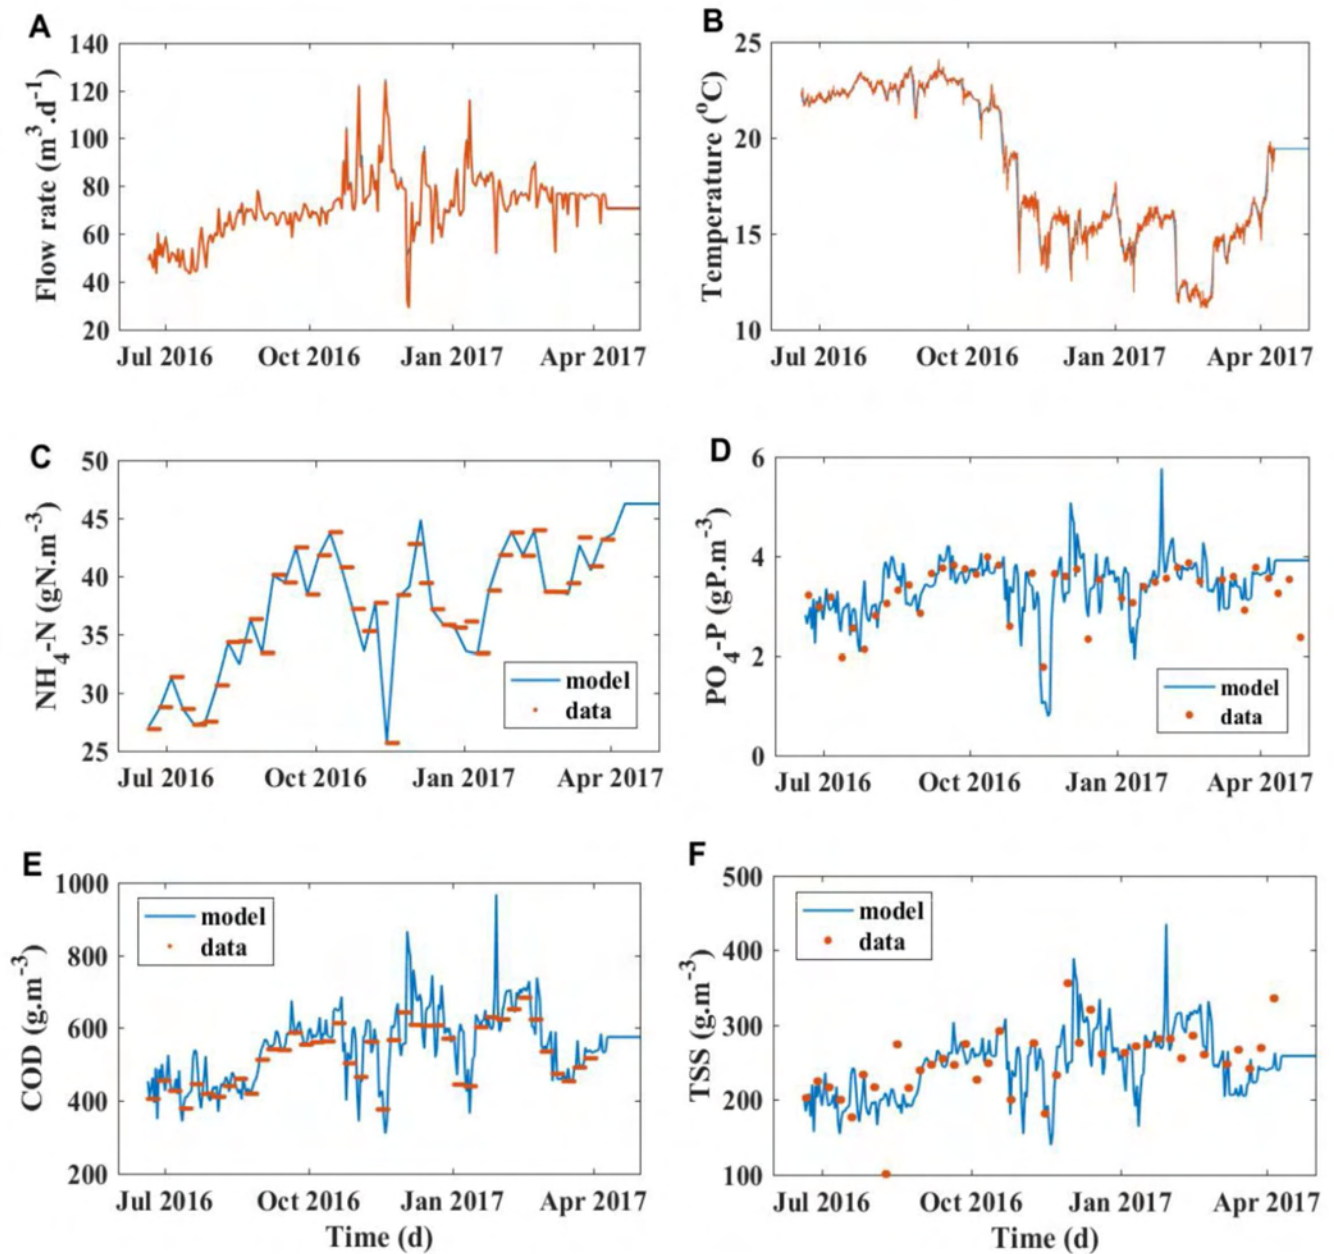 A
Flow rate (m³.d⁻¹)
140
120
100
80
60
40
20
Jul 2016 Oct 2016 Jan 2017 Apr 2017
B
Temperature (ᵒC)
25
20
15
10
Jul 2016 Oct 2016 Jan 2017 Apr 2017
C
NH₄-N (gN.m⁻³)
50
45
40
35
30
25
model
data
Jul 2016 Oct 2016 Jan 2017 Apr 2017
D
PO₄-P (gP.m⁻³)
6
4
2
0
model
data
Jul 2016 Oct 2016 Jan 2017 Apr 2017
E
COD (g.m⁻³)
1000
800
600
400
200
model
data
Jul 2016 Oct 2016 Jan 2017 Apr 2017
Time (d)
F
TSS (g.m⁻³)
500
400
300
200
100
model
data
Jul 2016 Oct 2016 Jan 2017 Apr 2017
Time (d)